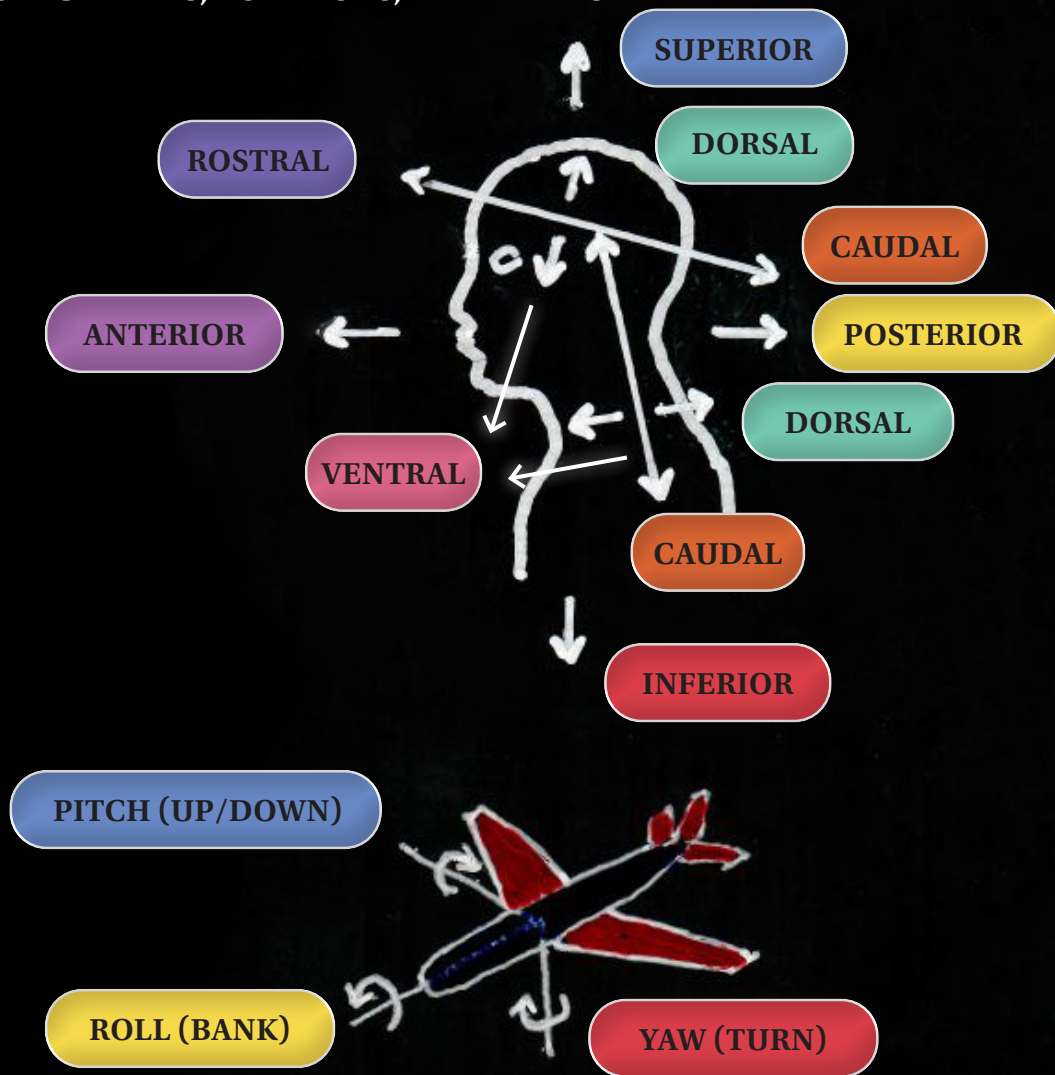 SUPERIOR
DORSAL
ROSTRAL
CAUDAL
ANTERIOR
POSTERIOR
DORSAL
VENTRAL
CAUDAL
INFERIOR
PITCH (UP/DOWN)
ROLL (BANK)
YAW (TURN)